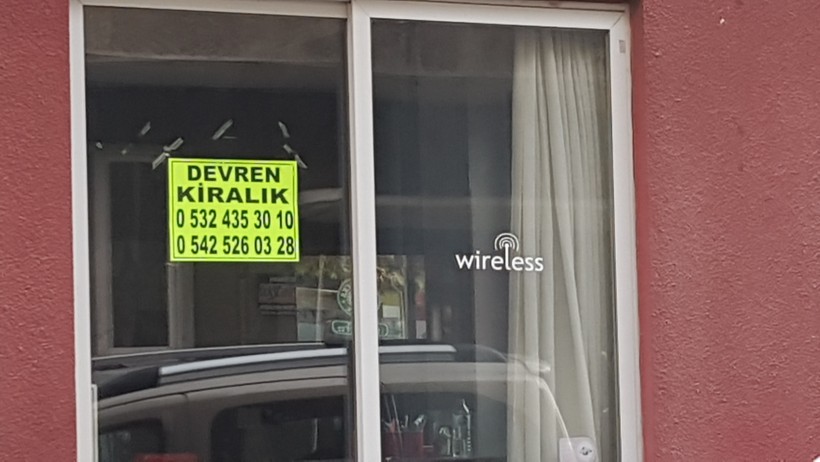 DEVREN
KİRALIK
0 532 435 30 10
0 542 526 03 28
wireless